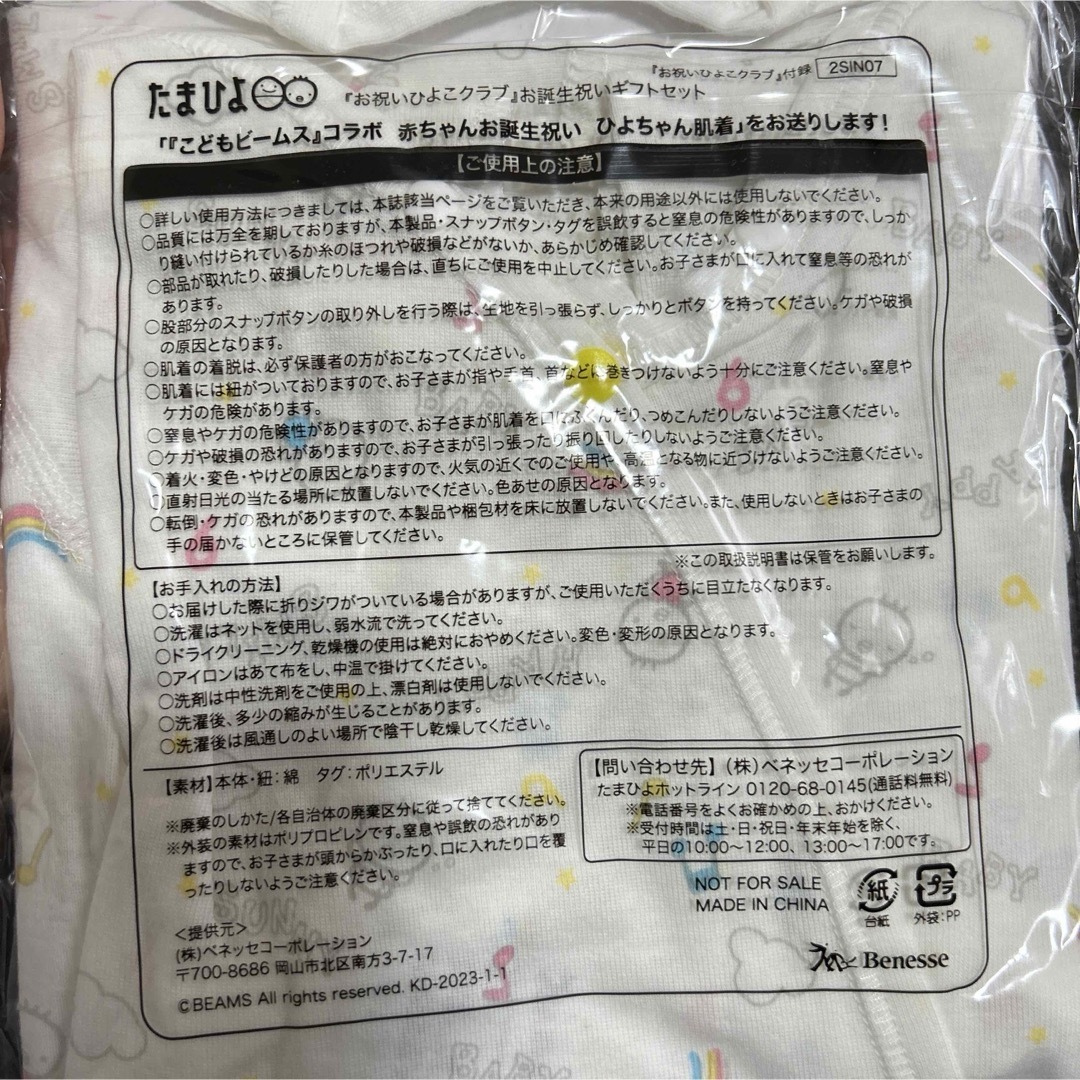 『お祝いひよこクラブ』付録 2SIN07
たまひよ 『お祝いひよこクラブ』お誕生祝いギフトセット
「『こどもビームス』コラボ 赤ちゃんお誕生祝い ひよちゃん肌着」をお送りします!
【ご使用上の注意】
○詳しい使用方法につきましては、本誌該当ページをご覧いただき、本来の用途以外には使用しないでください。
○品質には万全を期しておりますが、本製品・スナップボタン・タグを誤飲すると窒息の危険性がありますので、しっか
り縫い付けられているか糸のほつれや破損などがないか、あらかじめ確認してください。
○部品が取れたり、破損したりした場合は、直ちにご使用を中止してください。お子さまが口に入れて窒息等の恐れが
あります。
○股部分のスナップボタンの取り外しを行う際は、生地を引っ張らず、しっかりとボタンを持ってください。ケガや破損
の原因となります。
○肌着の着脱は、必ず保護者の方がおこなってください。
○肌着には紐がついておりますので、お子さまが指や手首、首などに巻きつけないよう十分にご注意ください。窒息や
ケガの危険があります。
○窒息やケガの危険性がありますので、お子さまが肌着を口にふくんだり、つめこんだりしないようご注意ください。
○ケガや破損の恐れがありますので、お子さまが引っ張ったり振り回したりしないようご注意ください。
○着火・変色・やけどの原因となりますので、火気の近くでのご使用や、高温となる物に近づけないようご注意ください。
○直射日光の当たる場所に放置しないでください。色あせの原因となります。
○転倒・ケガの恐れがありますので、本製品や梱包材を床に放置しないでください。また、使用しないときはお子さまの
手の届かないところに保管してください。
※この取扱説明書は保管をお願いします。
【お手入れの方法】
○お届けした際に折りジワがついている場合がありますが、ご使用いただくうちに目立たなくなります。
○洗濯はネットを使用し、弱水流で洗ってください。
○ドライクリーニング、乾燥機の使用は絶対におやめください。変色・変形の原因となります。
○アイロンはあて布をし、中温で掛けてください。
○洗剤は中性洗剤をご使用の上、漂白剤は使用しないでください。
○洗濯後、多少の縮みが生じることがあります。
○洗濯後は風通しのよい場所で陰干し乾燥してください。
【素材】本体・紐:綿 タグ:ポリエステル
※廃棄のしかた/各自治体の廃棄区分に従って捨ててください。
※外装の素材はポリプロピレンです。窒息や誤飲の恐れがあり
ますので、お子さまが頭からかぶったり、口に入れたり口を覆
ったりしないようご注意ください。
<提供元>
(株)ベネッセコーポレーション
〒700-8686 岡山市北区南方3-7-17
©BEAMS All rights reserved. KD-2023-1-1
【問い合わせ先】(株)ベネッセコーポレーション
たまひよホットライン 0120-68-0145(通話料無料)
※電話番号をよくお確かめの上、おかけください。
※受付時間は土・日・祝日・年末年始を除く、
平日の10:00〜12:00、13:00〜17:00です。
NOT FOR SALE
MADE IN CHINA
紙 プラ
台紙 外袋:PP
Benesse
BABY